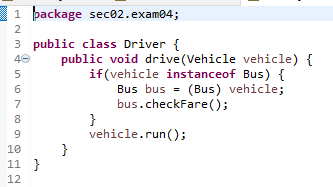 1 package sec02.exam04;
2
3 public class Driver {
4 public void drive(Vehicle vehicle) {
5 if(vehicle instanceof Bus) {
6 Bus bus = (Bus) vehicle;
7 bus.checkFare();
8 }
9 vehicle.run();
10 }
11 }
12